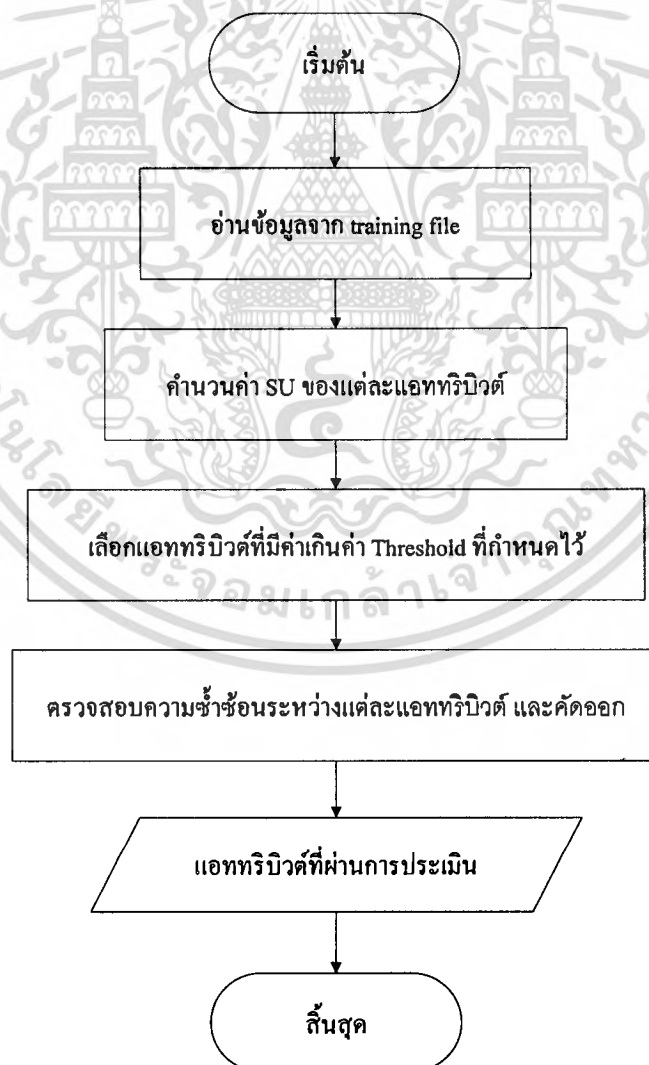 เริ่มต้น
อ่านข้อมูลจาก training file
คำนวนค่า SU ของแต่ละแอททริบิวต์
เลือกแอททริบิวต์ที่มีค่าเกินค่า Threshold ที่กำหนดไว้
ตรวจสอบความซ้ำซ้อนระหว่างแต่ละแอททริบิวต์ และคัดออก
แอททริบิวต์ที่ผ่านการประเมิน
สิ้นสุด